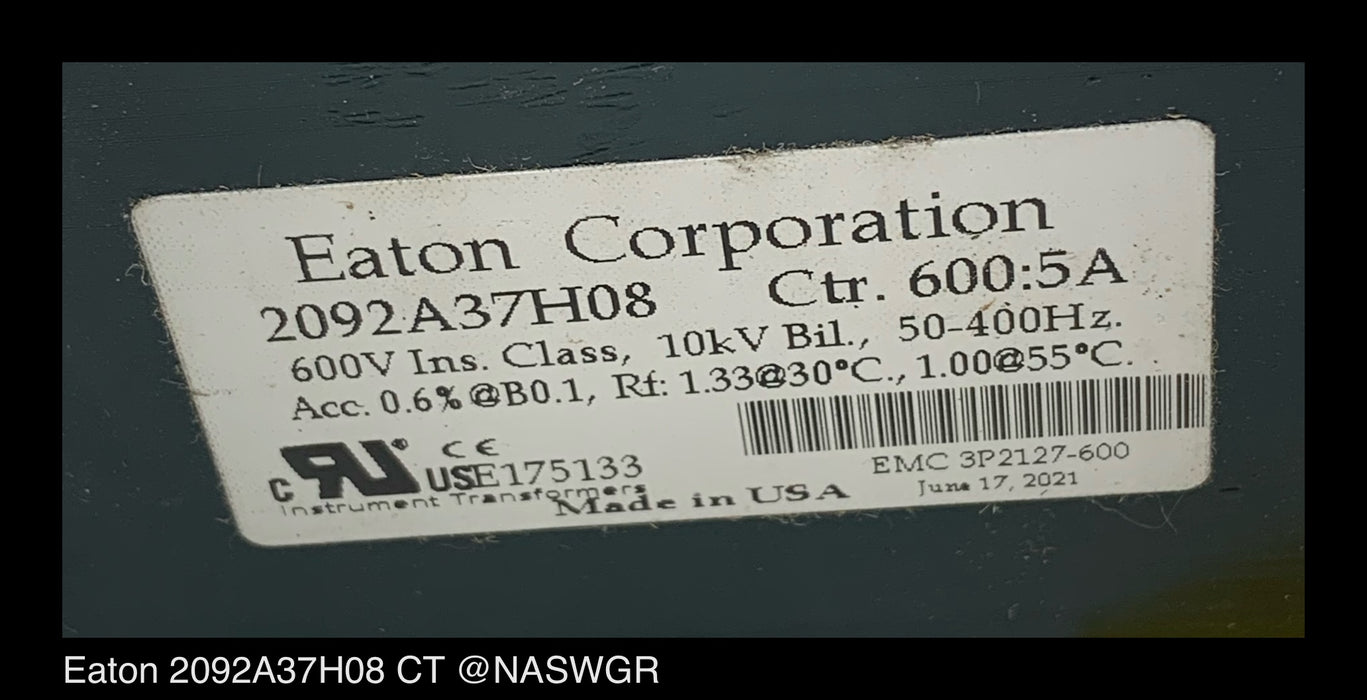 Eaton Corporation
2092A37H08 Ctr. 600:5A
600V Ins. Class, 10kV Bil., 50-400Hz.
Acc. 0.6%@B0.1, Rf: 1.33@30°C., 1.00@55°C.
c RU® US CE E175133
Instrument Transformers
Made in USA
EMC 3P2127-600
June 17, 2021
Eaton 2092A37H08 CT @NASWGR